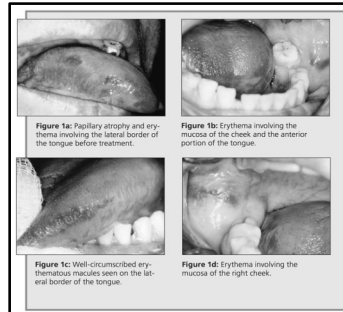 Figure 1a: Papillary atrophy and ery-
thema involving the lateral border of
the tongue before treatment.
Figure 1b: Erythema involving the
mucosa of the cheek and the anterior
portion of the tongue.
Figure 1c: Well-circumscribed ery-
thematous macules seen on the lat-
eral border of the tongue.
Figure 1d: Erythema involving the
mucosa of the right cheek.